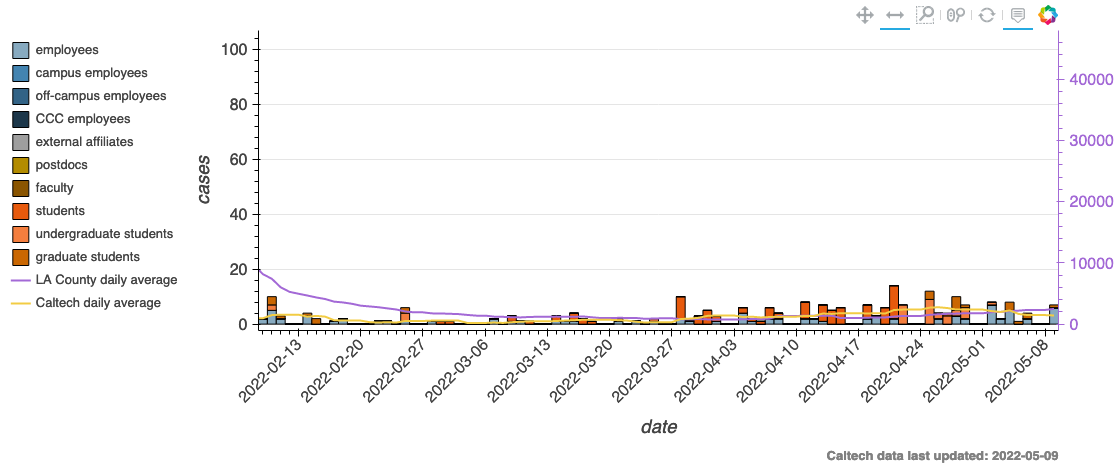 employees
campus employees
off-campus employees
CCC employees
external affiliates
postdocs
faculty
students
undergraduate students
graduate students
LA County daily average
Caltech daily average
cases
100
80
60
40
20
0
40000
30000
20000
10000
0
2022-02-13
2022-02-20
2022-02-27
2022-03-06
2022-03-13
2022-03-20
2022-03-27
2022-04-03
2022-04-10
2022-04-17
2022-04-24
2022-05-01
2022-05-08
date
Caltech data last updated: 2022-05-09